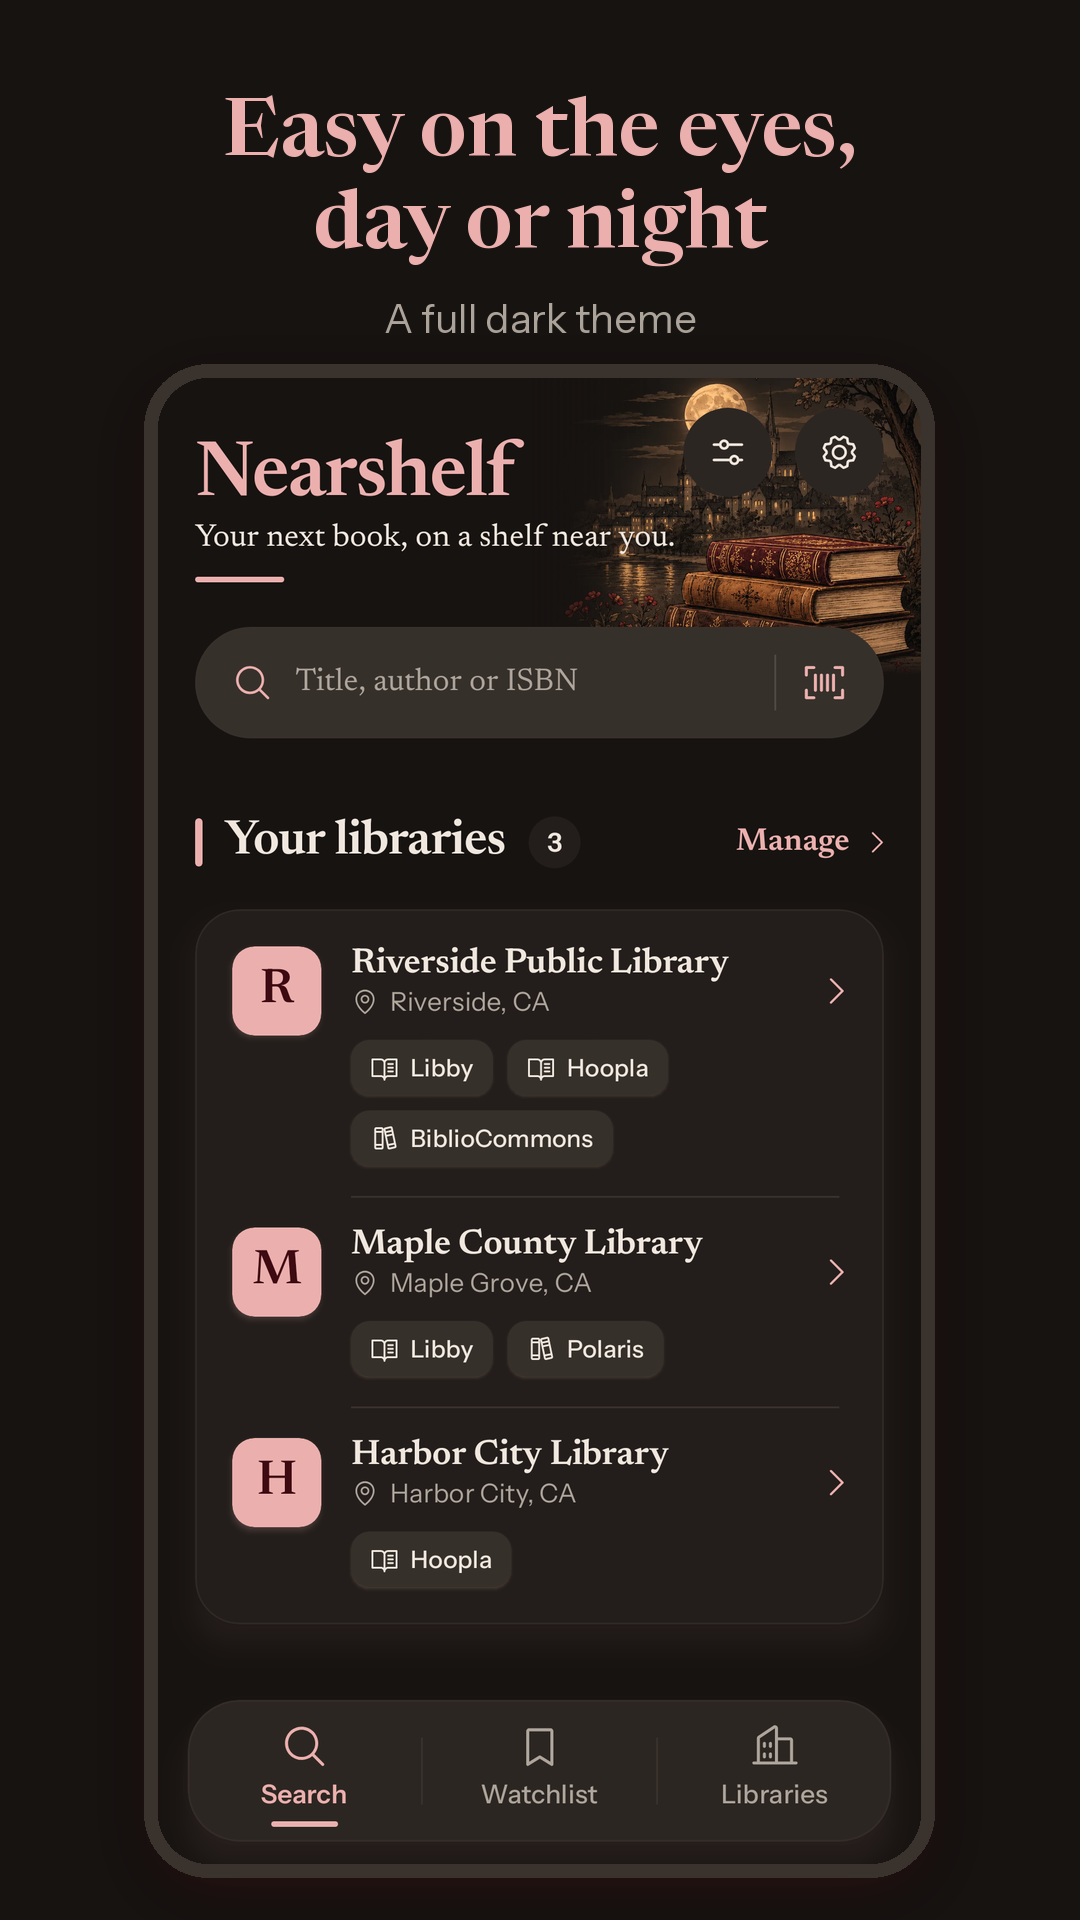 Easy on the eyes,
day or night
A full dark theme
Nearshelf
Your next book, on a shelf near you.
Title, author or ISBN
Your libraries 3 Manage
R Riverside Public Library
Riverside, CA
Libby Hoopla
BiblioCommons
M Maple County Library
Maple Grove, CA
Libby Polaris
H Harbor City Library
Harbor City, CA
Hoopla
Search Watchlist Libraries